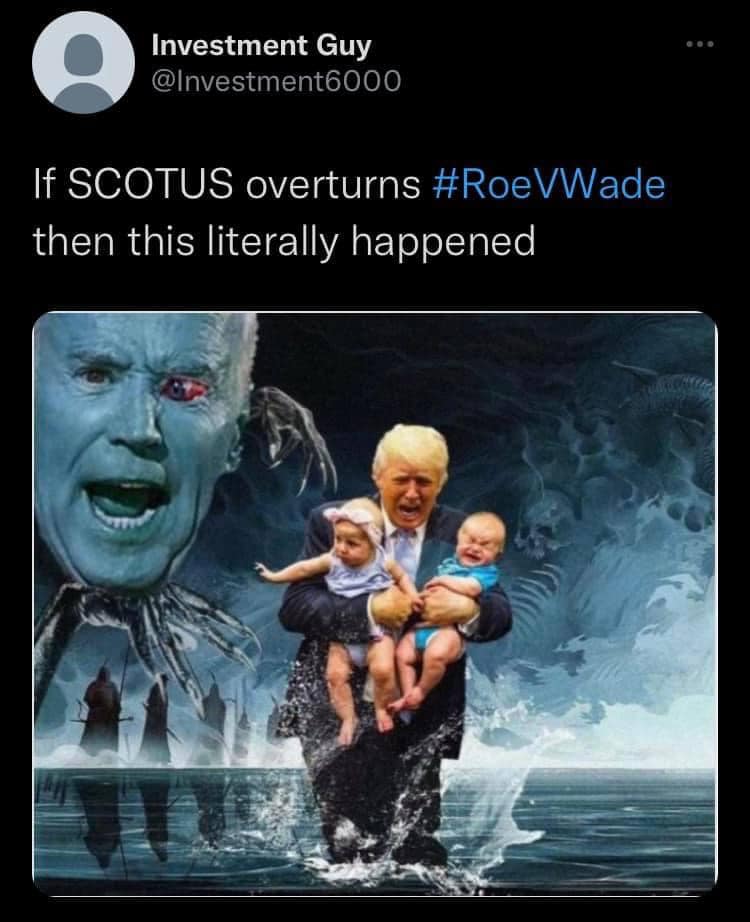 Investment Guy
@Investment6000
If SCOTUS overturns #RoeVWade
then this literally happened